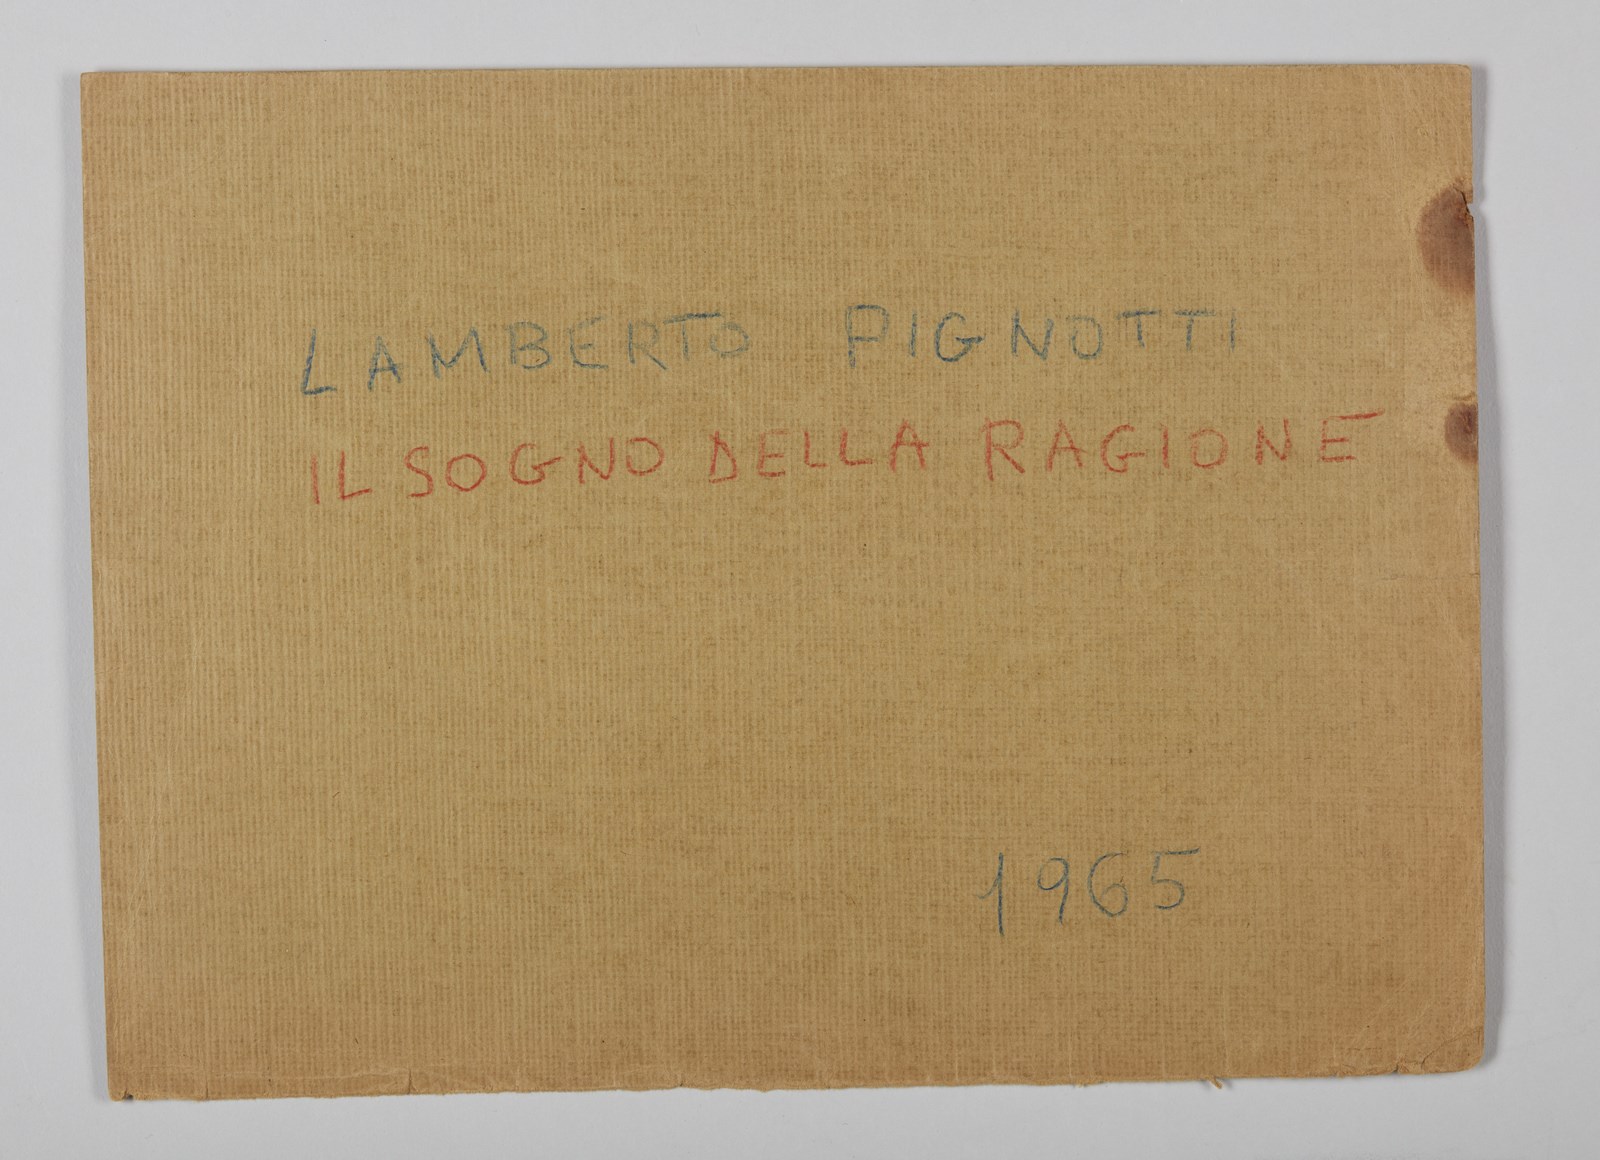 LAMBERTO PIGNOTTI
IL SOGNO DELLA RAGIONE
1965